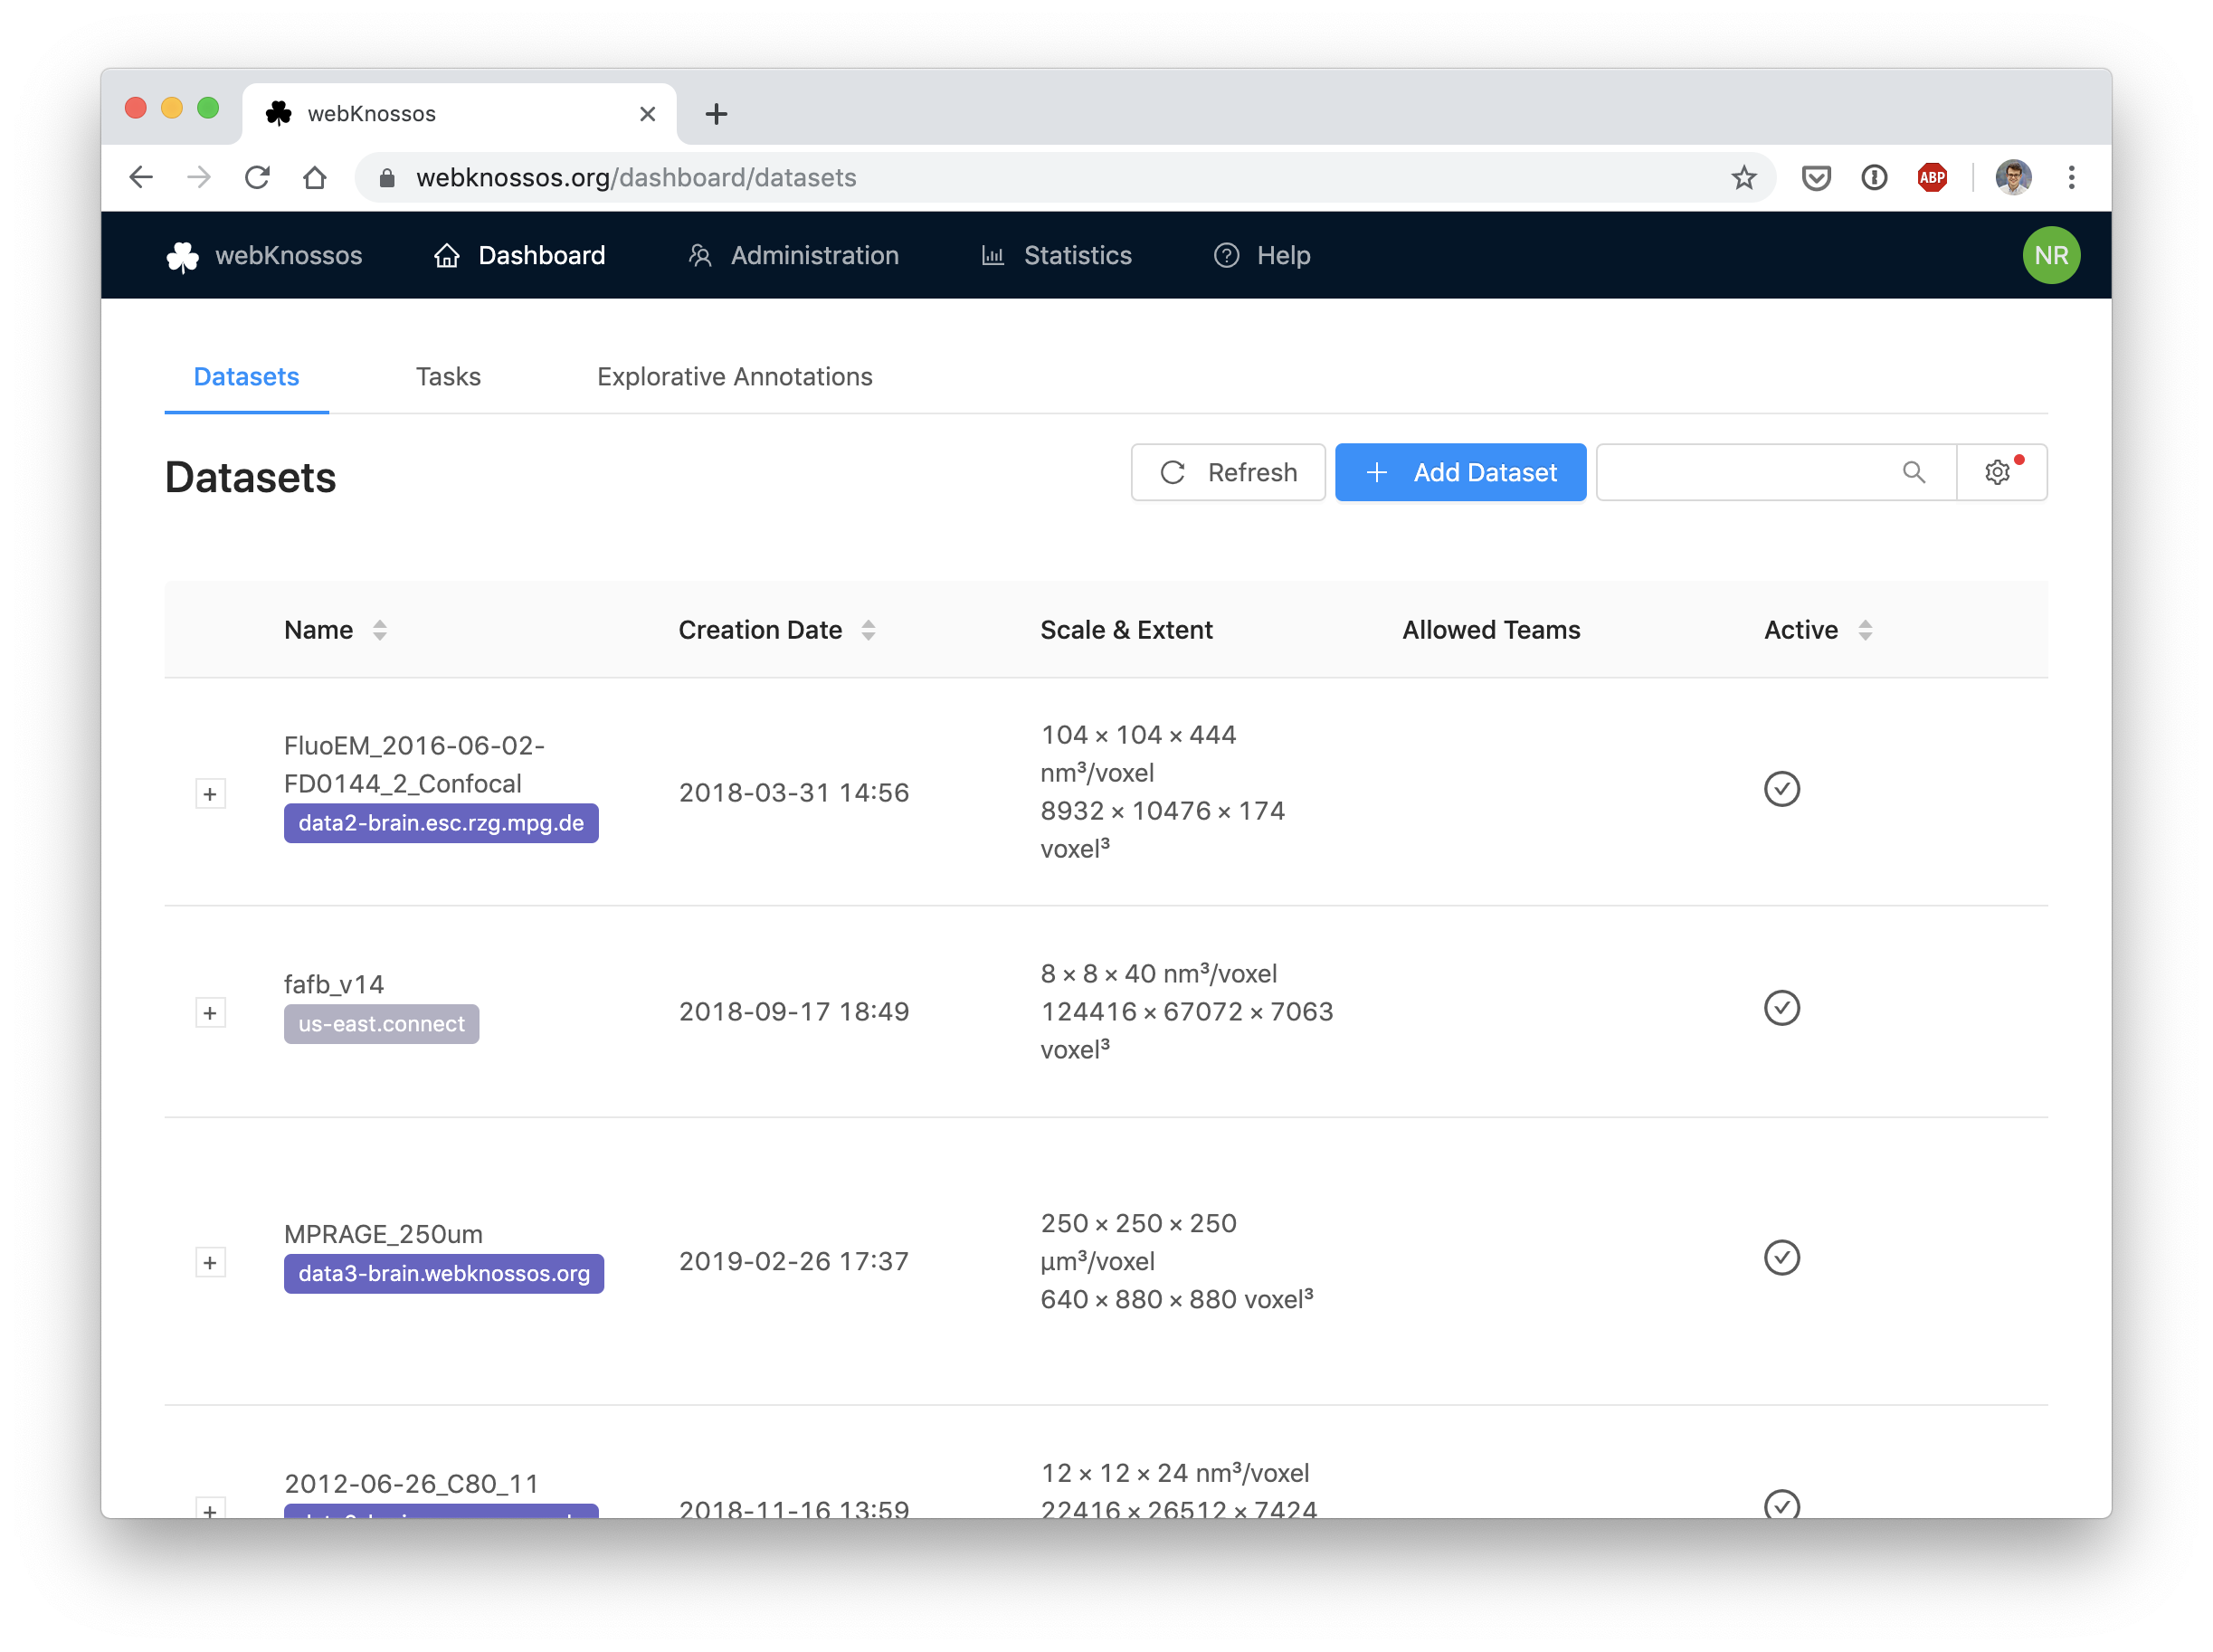 webKnossos
webknossos.org/dashboard/datasets
ABP
webKnossos Dashboard Administration Statistics Help NR
Datasets Tasks Explorative Annotations
Datasets
Refresh
Add Dataset
Name Creation Date Scale & Extent Allowed Teams Active
FluoEM_2016-06-02-
FD0144_2_Confocal
data2-brain.esc.rzg.mpg.de
2018-03-31 14:56
104 × 104 × 444
nm³/voxel
8932 × 10476 × 174
voxel³
fafb_v14
us-east.connect
2018-09-17 18:49
8 × 8 × 40 nm³/voxel
124416 × 67072 × 7063
voxel³
MPRAGE_250um
data3-brain.webknossos.org
2019-02-26 17:37
250 × 250 × 250
µm³/voxel
640 × 880 × 880 voxel³
2012-06-26_C80_11
2018-11-16 13:59
12 × 12 × 24 nm³/voxel
22416 × 26512 × 7424